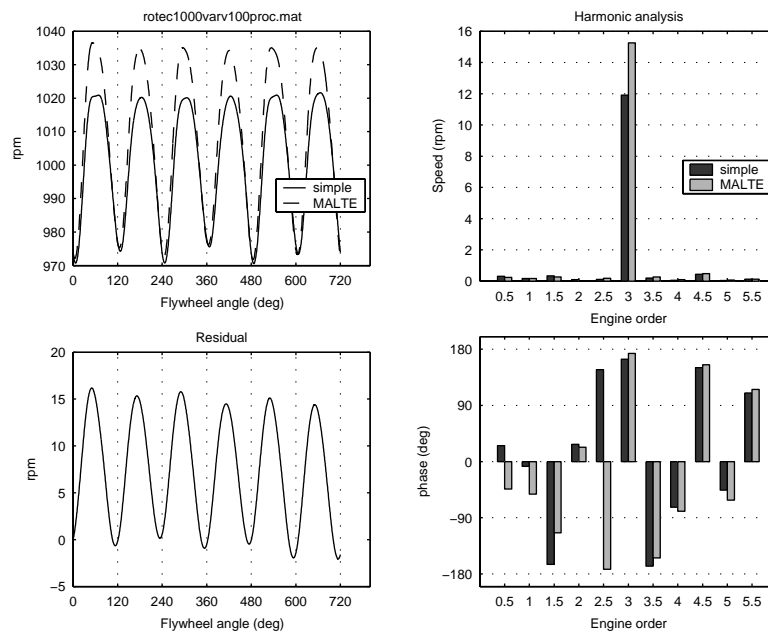 rotec1000varv100proc.mat
1040
1030
1020
1010
1000
990
980
970
rpm
0 120 240 360 480 600 720
Flywheel angle (deg)
simple
MALTE
Harmonic analysis
16
14
12
10
8
6
4
2
0
Speed (rpm)
simple
MALTE
0.5 1 1.5 2 2.5 3 3.5 4 4.5 5 5.5
Engine order
Residual
20
15
10
5
0
−5
rpm
0 120 240 360 480 600 720
Flywheel angle (deg)
180
90
0
−90
−180
phase (deg)
0.5 1 1.5 2 2.5 3 3.5 4 4.5 5 5.5
Engine order